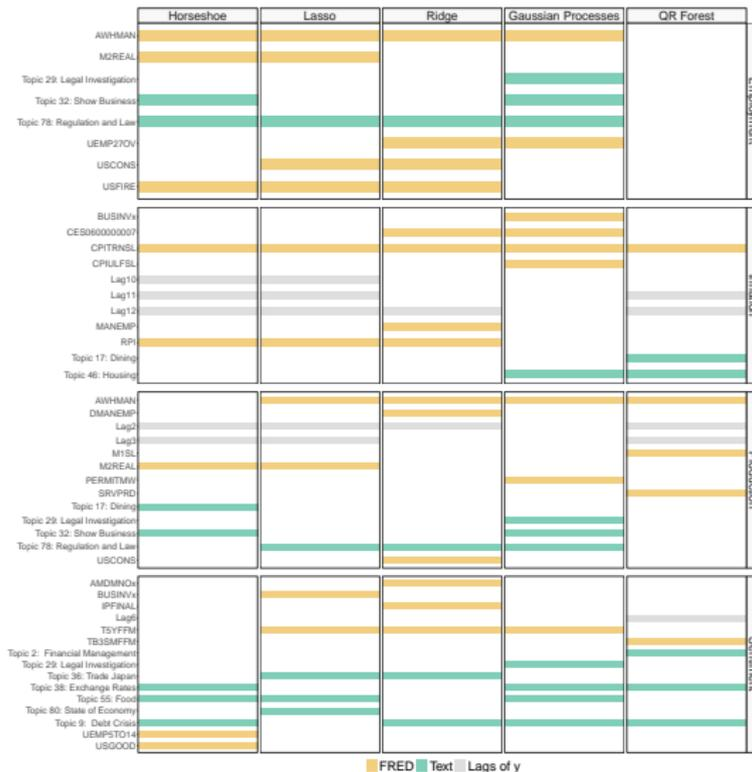 Horseshoe Lasso Ridge Gaussian Processes QR Forest
AWHMAN
M2REAL
Topic 29: Legal Investigation
Topic 32: Show Business
Topic 78: Regulation and Law
UEMP27OV
USCONS
USFIRE
BUSINVx
CES0600000007
CPITRNSL
CPIULFSL
Lag10
Lag11
Lag12
MANEMP
RPI
Topic 17: Dining
Topic 46: Housing
AWHMAN
DMANEMP
Lag2
Lag3
M1SL
M2REAL
PERMITMW
SRVPRD
Topic 17: Dining
Topic 29: Legal Investigation
Topic 32: Show Business
Topic 78: Regulation and Law
USCONS
AMDMNOx
BUSINVx
IPFINAL
Lag6
T5YFFM
TB3SMFFM
Topic 2: Financial Management
Topic 29: Legal Investigation
Topic 36: Trade Japan
Topic 38: Exchange Rates
Topic 55: Food
Topic 80: State of Economy
Topic 9: Debt Crisis
UEMP5TO14
USGOOD
FRED Text Lags of y